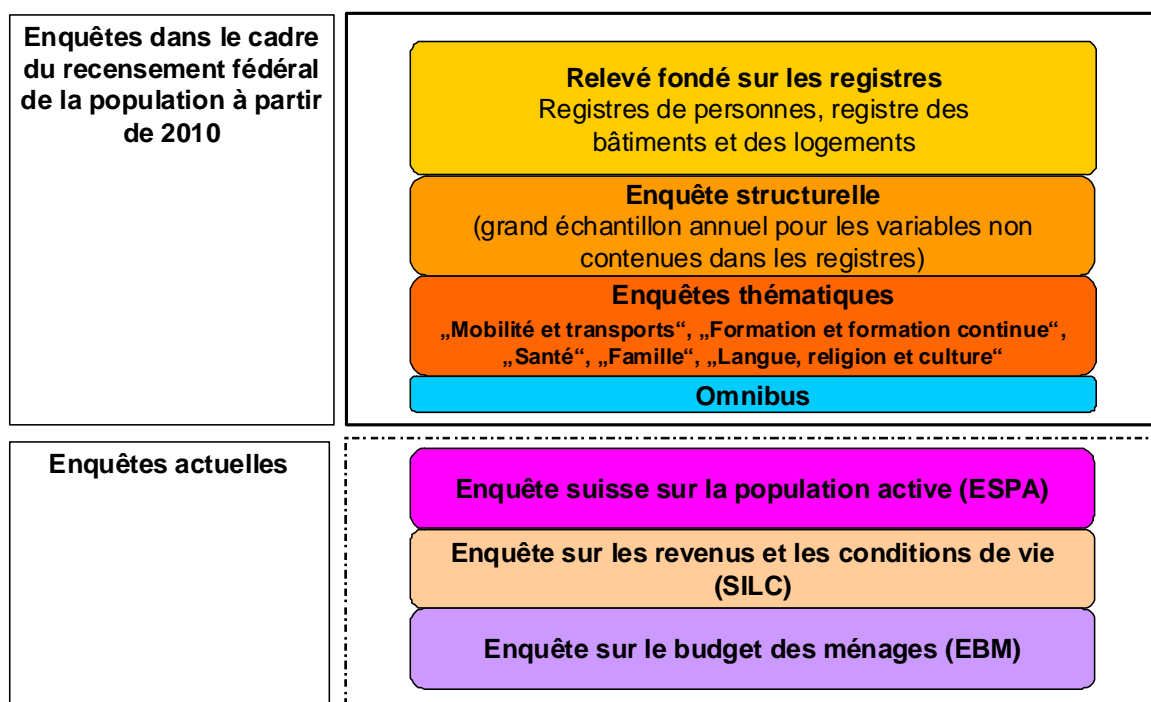 Enquêtes dans le cadre
du recensement fédéral
de la population à partir
de 2010
Relevé fondé sur les registres
Registres de personnes, registre des
bâtiments et des logements
Enquête structurelle
(grand échantillon annuel pour les variables non
contenues dans les registres)
Enquêtes thématiques
„Mobilité et transports“, „Formation et formation continue“,
„Santé“, „Famille“, „Langue, religion et culture“
Omnibus
Enquêtes actuelles
Enquête suisse sur la population active (ESPA)
Enquête sur les revenus et les conditions de vie
(SILC)
Enquête sur le budget des ménages (EBM)